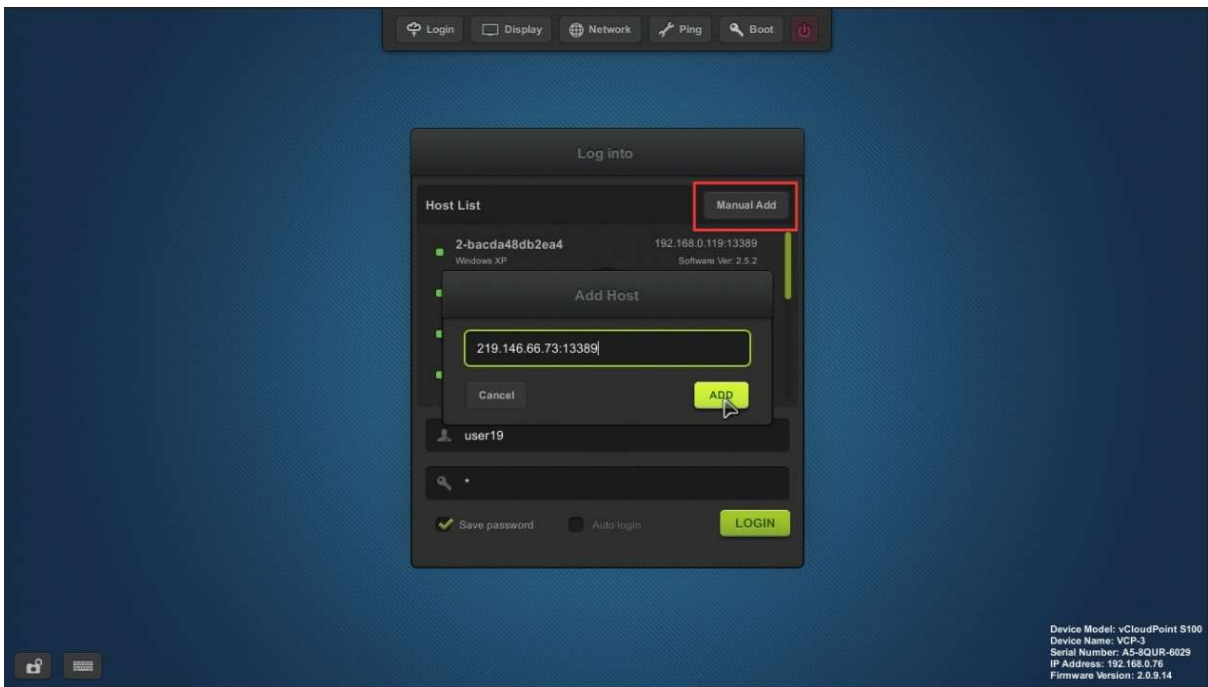 Login Display Network Ping Boot
Log into
Host List Manual Add
2-bacda48db2ea4 192.168.0.119:13389
Windows XP Software Ver: 2.5.2
Add Host
219.146.66.73:13389
Cancel ADD
user19
*
Save password Auto login LOGIN
Device Model: vCloudPoint S100
Device Name: VCP-3
Serial Number: A5-8QUR-6029
IP Address: 192.168.0.76
Firmware Version: 2.0.9.14